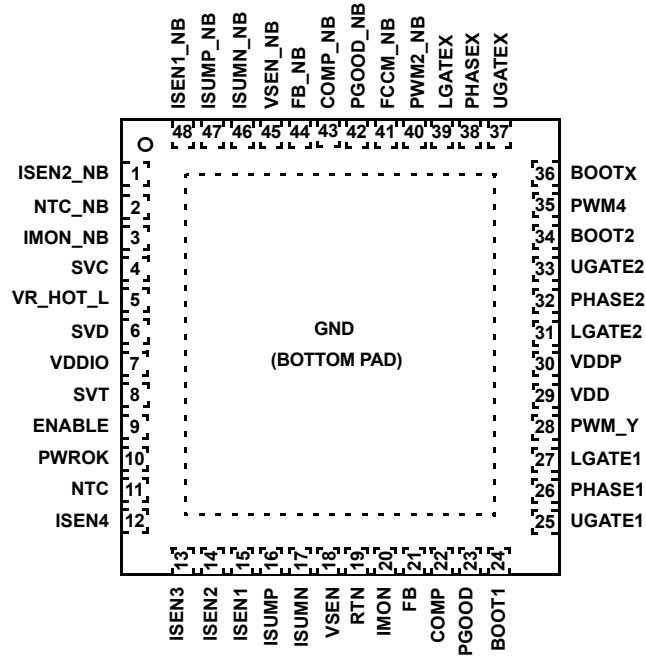 ISEN1_NB
ISUMP_NB
ISUMN_NB
VSEN_NB
FB_NB
COMP_NB
PGOOD_NB
FCCM_NB
PWM2_NB
LGATEX
PHASEX
UGATEX
48 47 46 45 44 43 42 41 40 39 38 37
ISEN2_NB 1
NTC_NB 2
IMON_NB 3
SVC 4
VR_HOT_L 5
SVD 6
VDDIO 7
SVT 8
ENABLE 9
PWROK 10
NTC 11
ISEN4 12
GND
(BOTTOM PAD)
36 BOOTX
35 PWM4
34 BOOT2
33 UGATE2
32 PHASE2
31 LGATE2
30 VDDP
29 VDD
28 PWM_Y
27 LGATE1
26 PHASE1
25 UGATE1
13 14 15 16 17 18 19 20 21 22 23 24
ISEN3
ISEN2
ISEN1
ISUMP
ISUMN
VSEN
RTN
IMON
FB
COMP
PGOOD
BOOT1